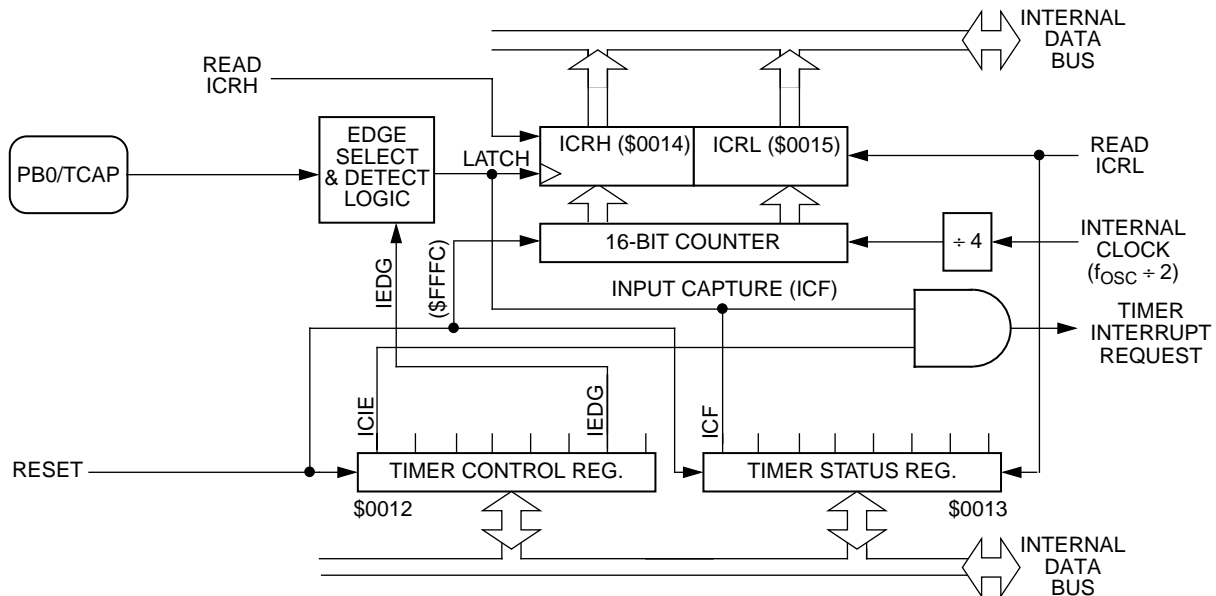 INTERNAL
DATA
BUS
READ
ICRH
EDGE
SELECT
& DETECT
LOGIC
LATCH
ICRH ($0014)
ICRL ($0015)
READ
ICRL
PB0/TCAP
16-BIT COUNTER
÷ 4
INTERNAL
CLOCK
(fOSC ÷ 2)
IEDG
($FFFC)
INPUT CAPTURE (ICF)
TIMER
INTERRUPT
REQUEST
ICIE
IEDG
ICF
RESET
TIMER CONTROL REG.
TIMER STATUS REG.
$0012
$0013
INTERNAL
DATA
BUS